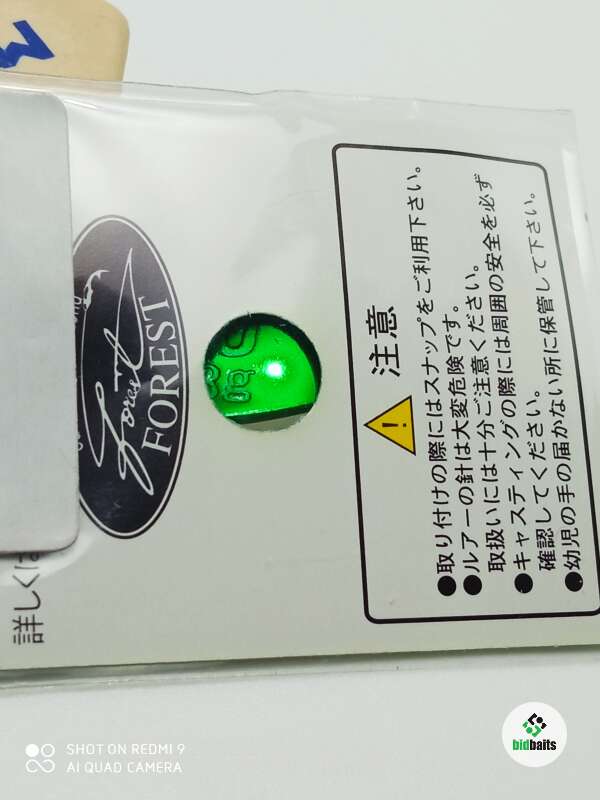 詳しくは
Forest
FOREST
注意
●取り付けの際にはスナップをご利用下さい。
●ルアーの針は大変危険です。
取扱いには十分ご注意ください。
●キャスティングの際には周囲の安全を必ず
確認してください。
●幼児の手の届かない所に保管して下さい。
SHOT ON REDMI 9
AI QUAD CAMERA
bidbaits